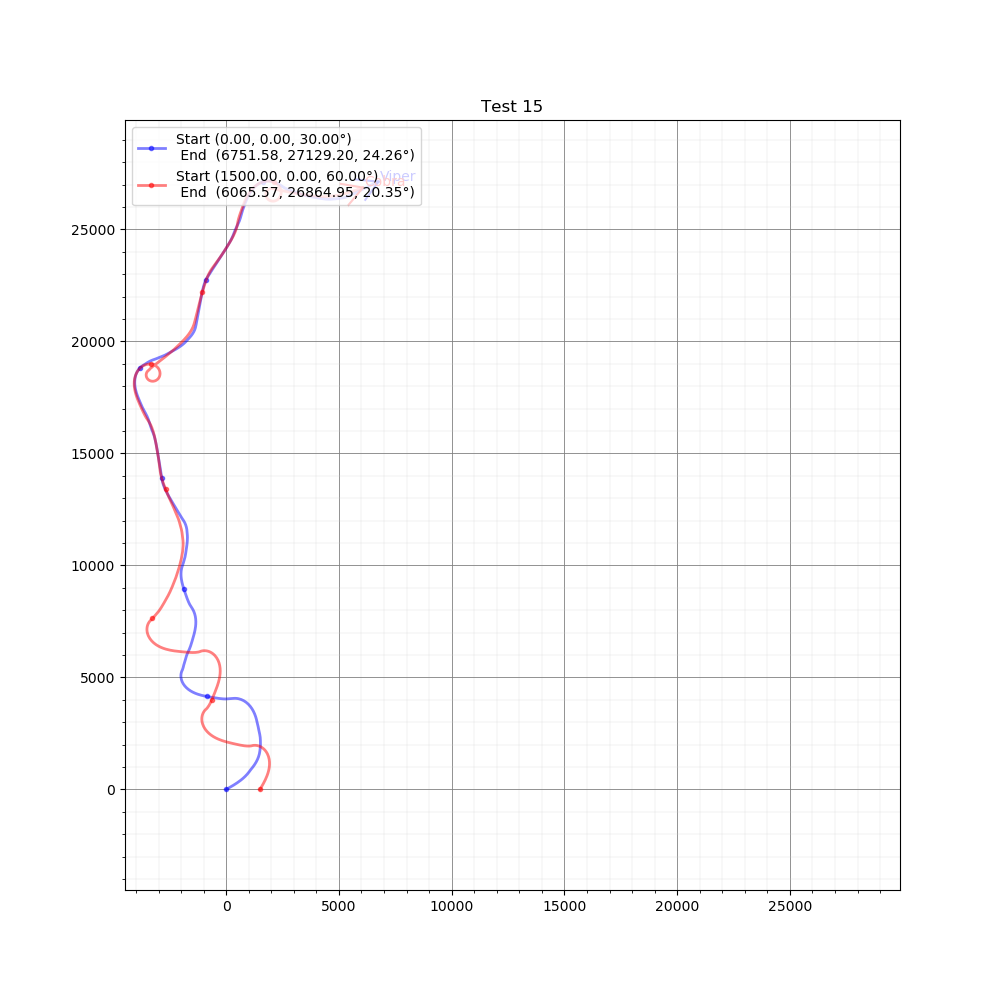 Test 15
Start (0.00, 0.00, 30.00°)
End (6751.58, 27129.20, 24.26°)
Start (1500.00, 0.00, 60.00°)
End (6065.57, 26864.95, 20.35°)
Viper
25000
20000
15000
10000
5000
0
0 5000 10000 15000 20000 25000